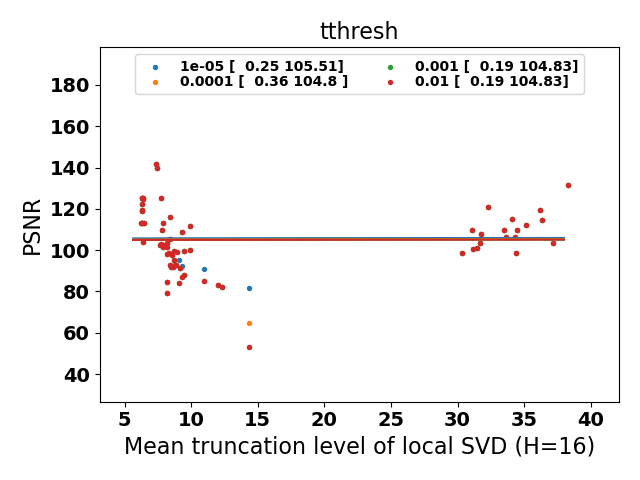 tthresh
1e-05 [  0.25 105.51]
0.0001 [  0.36 104.8 ]
0.001 [  0.19 104.83]
0.01 [  0.19 104.83]
PSNR
180
160
140
120
100
80
60
40
5 10 15 20 25 30 35 40
Mean truncation level of local SVD (H=16)